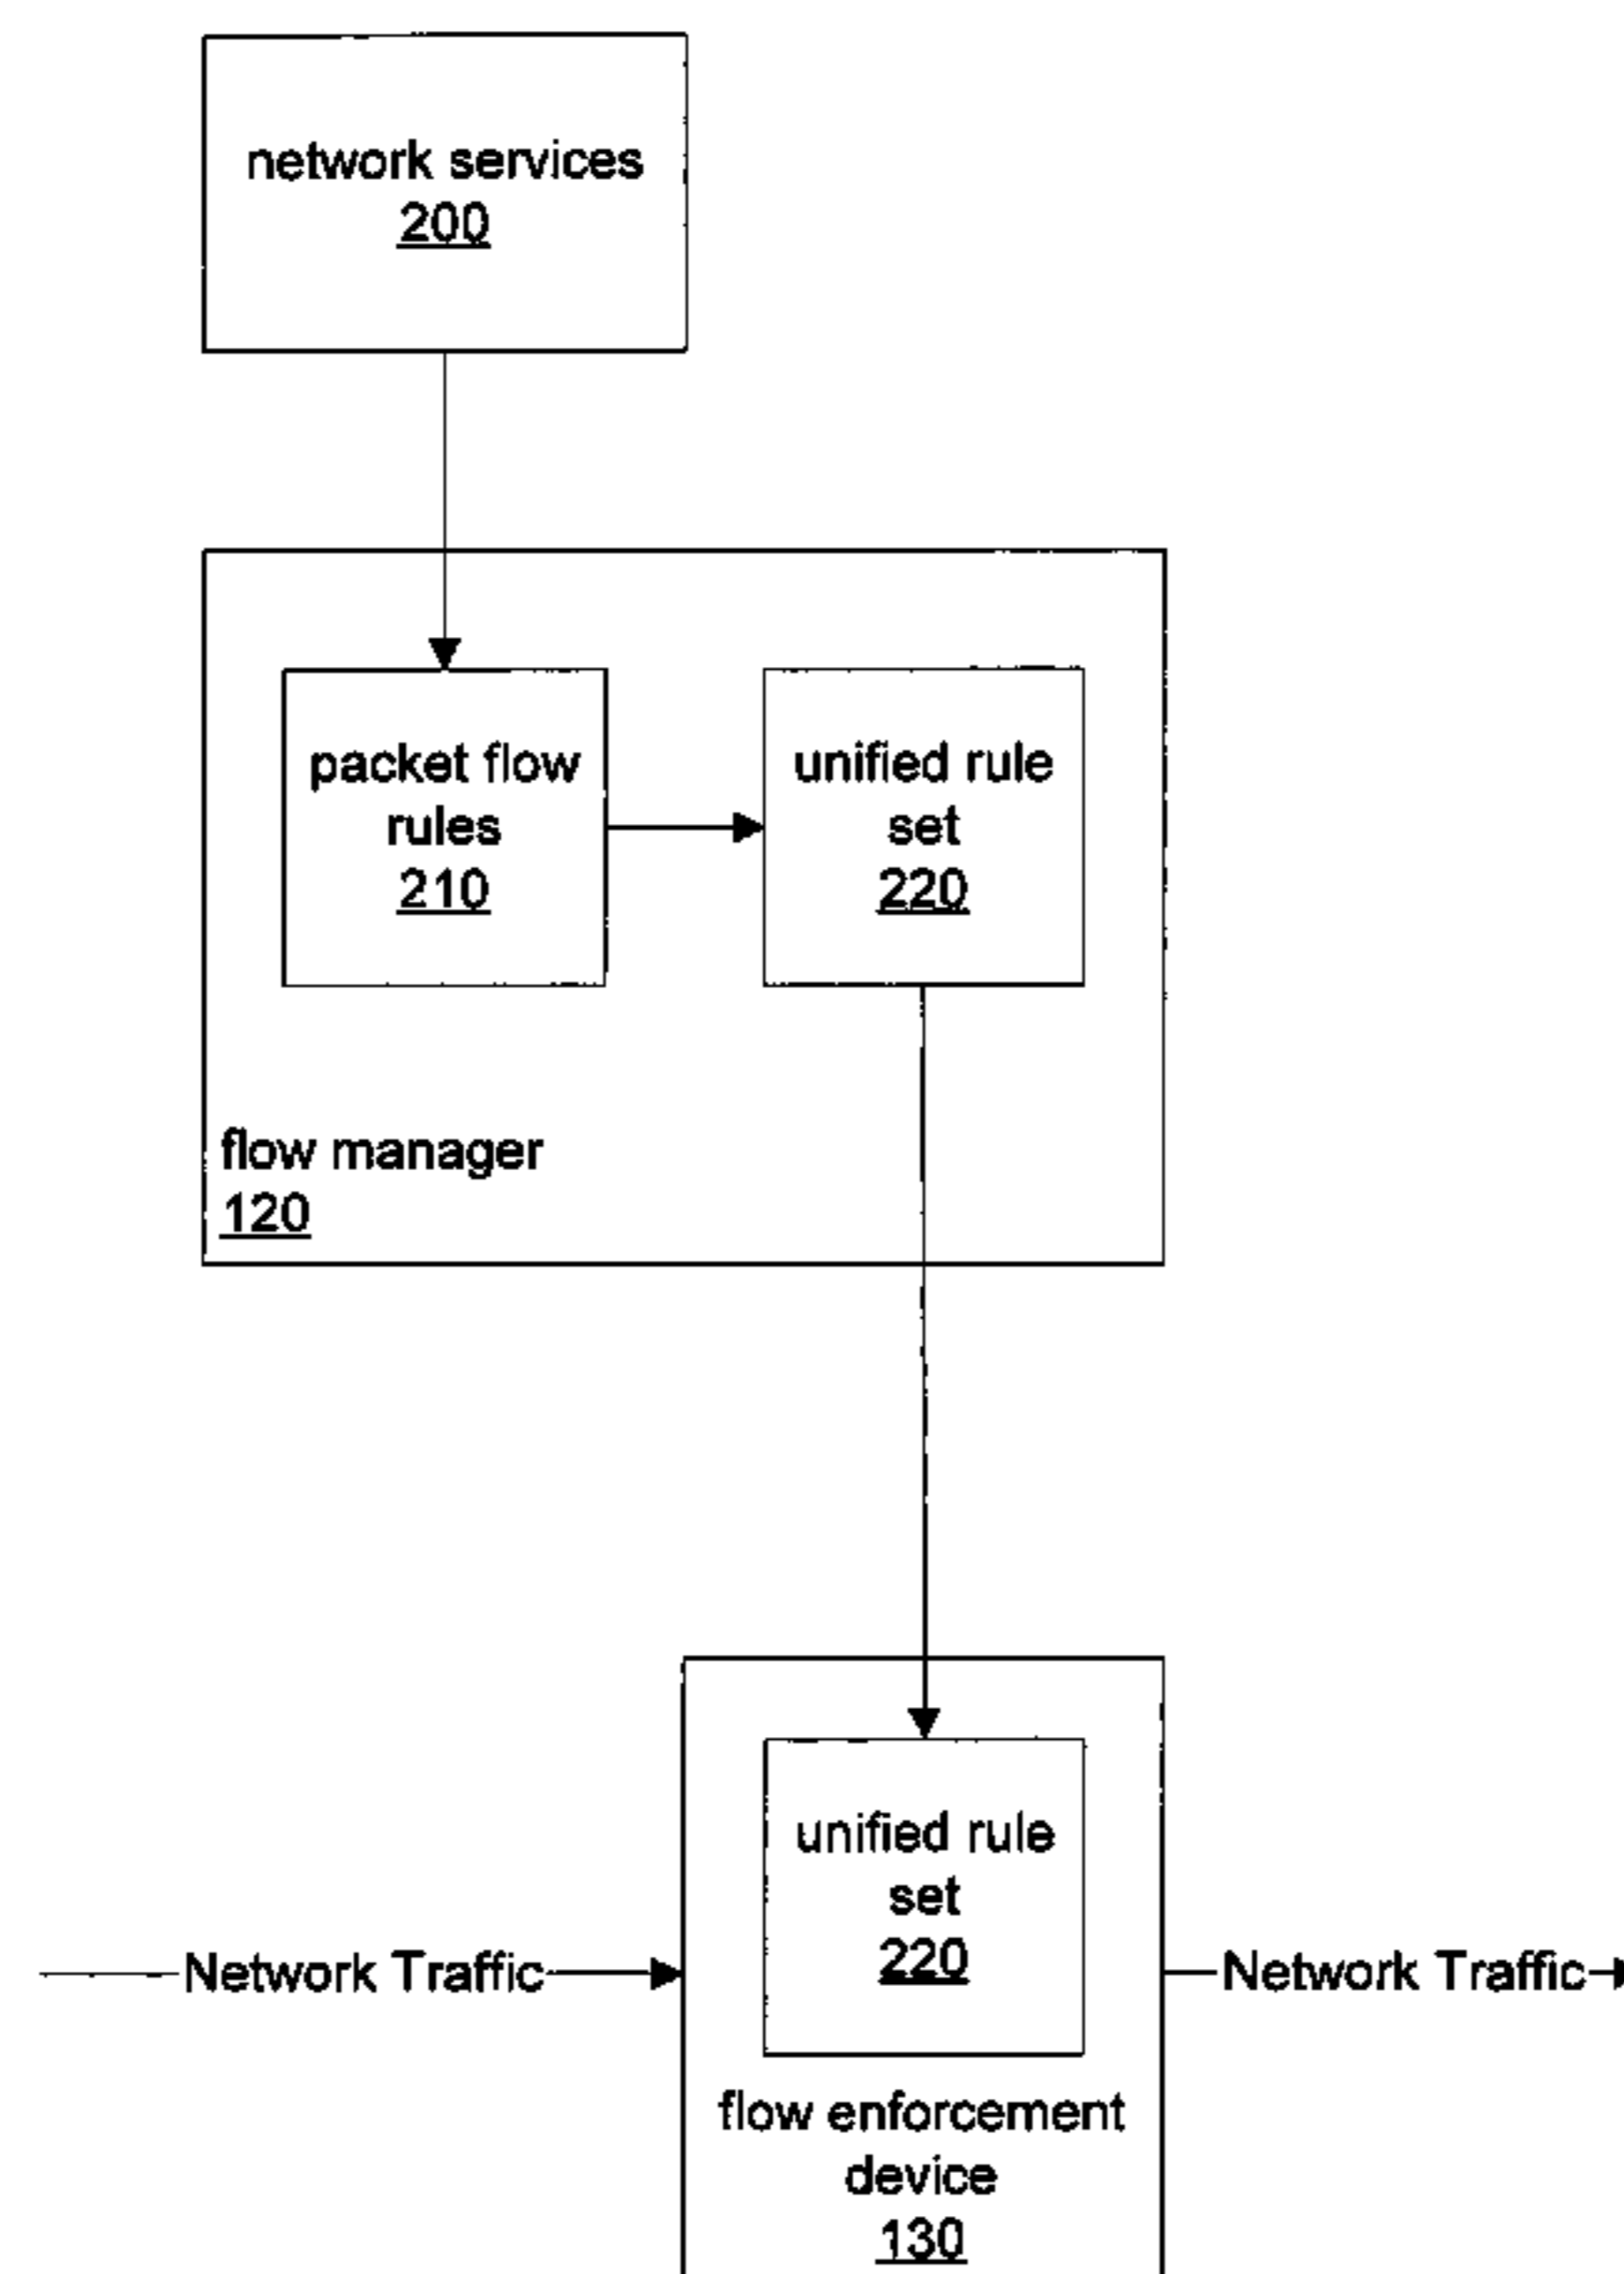 network services
200
packet flow
rules
210
unified rule
set
220
flow manager
120
unified rule
set
220
Network Traffic
Network Traffic
flow enforcement
device
130